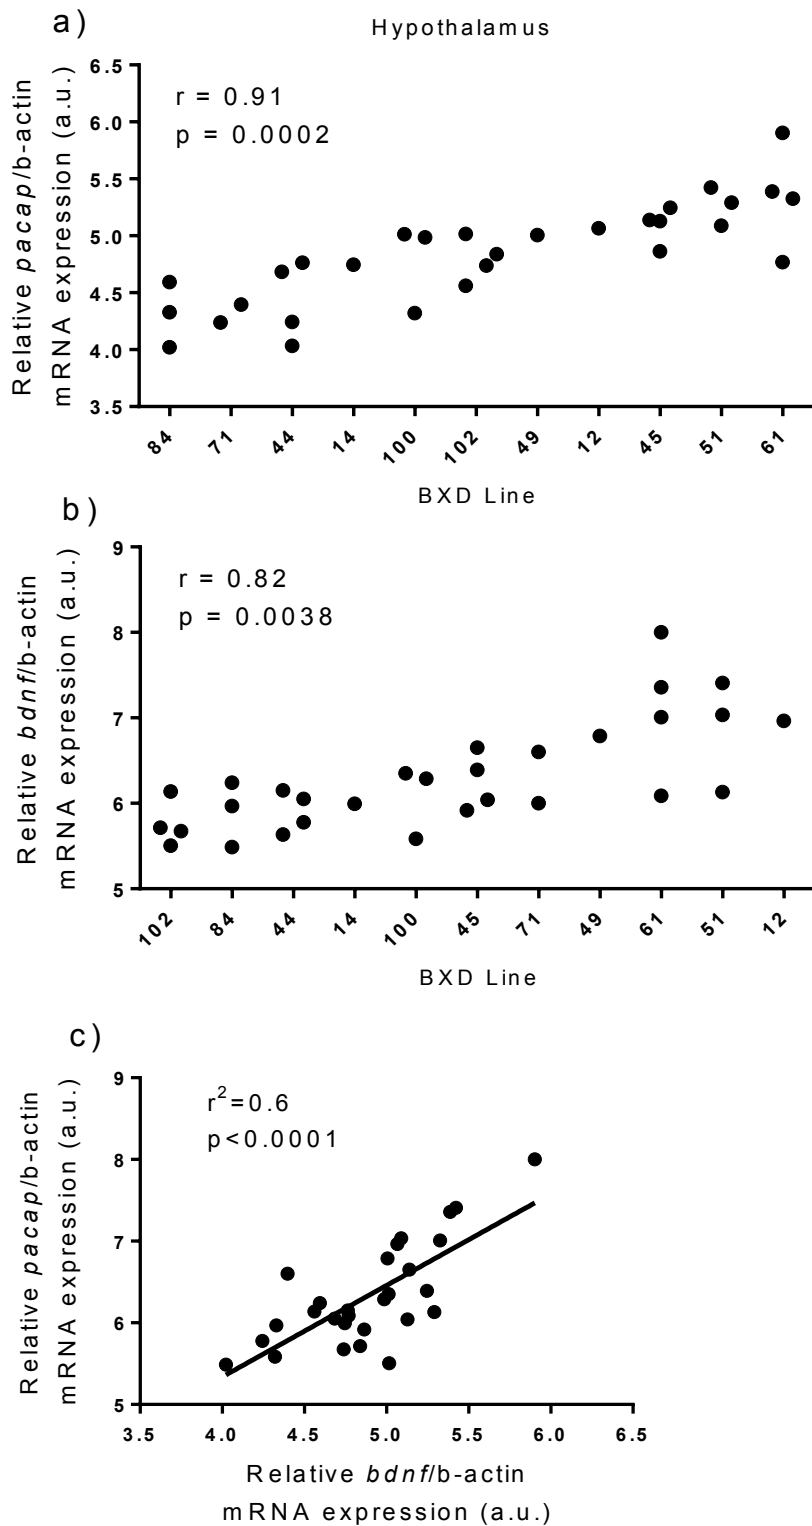 a)
Hypothalamus
Relative pacap/b-actin
mRNA expression (a.u.)
6.5
6.0
5.5
5.0
4.5
4.0
3.5
r = 0.91
p = 0.0002
84 71 44 14 100 102 49 12 45 51 61
BXD Line
b)
Relative bdnf/b-actin
mRNA expression (a.u.)
9
8
7
6
5
r = 0.82
p = 0.0038
102 84 44 14 100 45 71 49 61 51 12
BXD Line
c)
Relative pacap/b-actin
mRNA expression (a.u.)
9
8
7
6
5
r²=0.6
p<0.0001
3.5 4.0 4.5 5.0 5.5 6.0 6.5
Relative bdnf/b-actin
mRNA expression (a.u.)